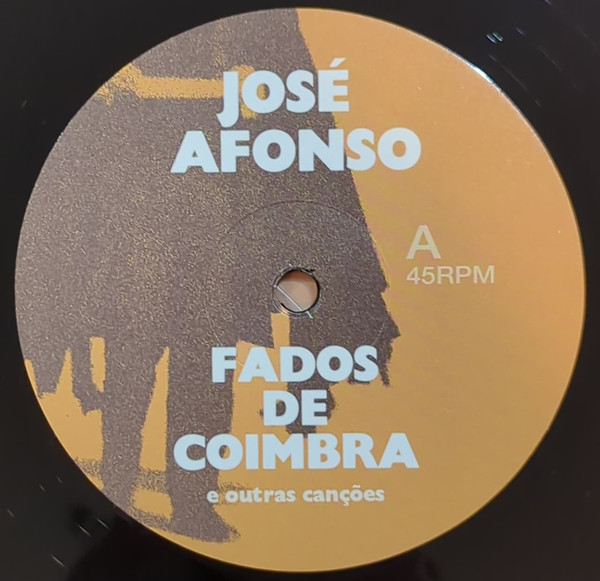 JOSÉ
AFONSO
A
45RPM
FADOS
DE
COIMBRA
e outras canções